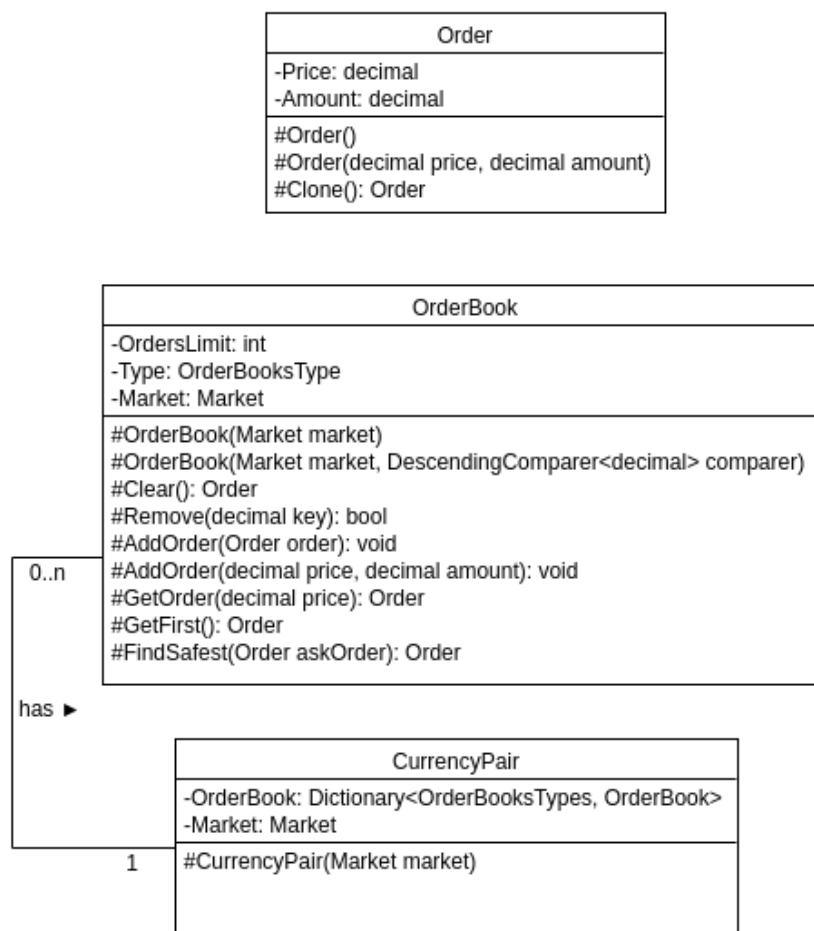 Order
-Price: decimal
-Amount: decimal
#Order()
#Order(decimal price, decimal amount)
#Clone(): Order
OrderBook
-OrdersLimit: int
-Type: OrderBooksType
-Market: Market
#OrderBook(Market market)
#OrderBook(Market market, DescendingComparer<decimal> comparer)
#Clear(): Order
#Remove(decimal key): bool
#AddOrder(Order order): void
#AddOrder(decimal price, decimal amount): void
#GetOrder(decimal price): Order
#GetFirst(): Order
#FindSafest(Order askOrder): Order
0..n
has ►
CurrencyPair
-OrderBook: Dictionary<OrderBooksTypes, OrderBook>
-Market: Market
#CurrencyPair(Market market)
1